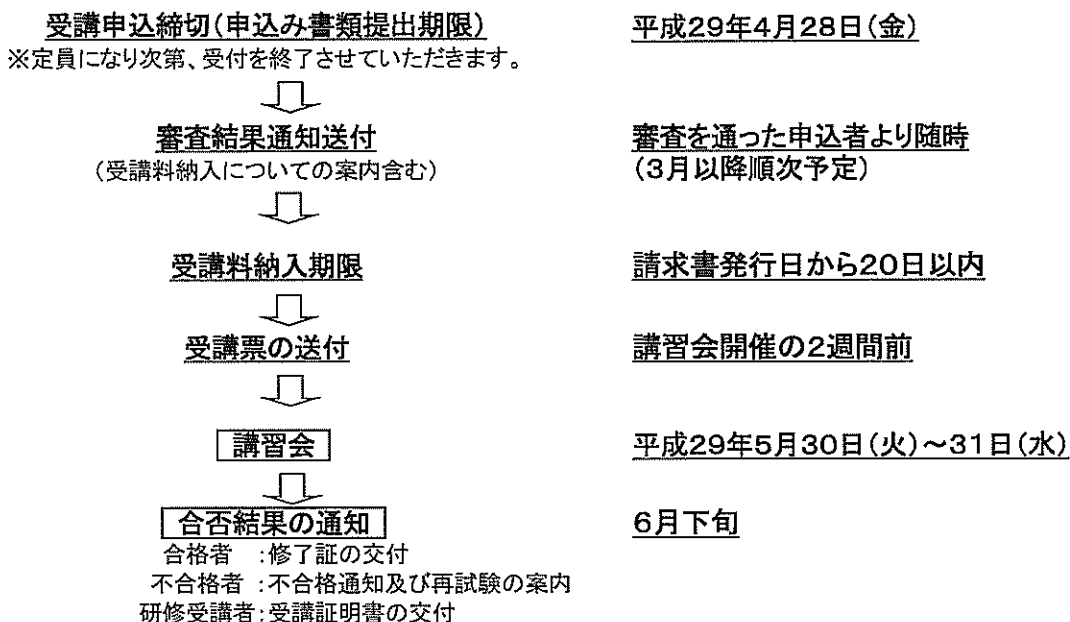 受講申込締切(申込み書類提出期限) 平成29年4月28日(金)
※定員になり次第、受付を終了させていただきます。
審査結果通知送付 審査を通った申込者より随時
(受講料納入についての案内含む) (3月以降順次予定)
受講料納入期限 請求書発行日から20日以内
受講票の送付 講習会開催の2週間前
講習会 平成29年5月30日(火)～31日(水)
合否結果の通知 6月下旬
合格者 :修了証の交付
不合格者 :不合格通知及び再試験の案内
研修受講者:受講証明書の交付